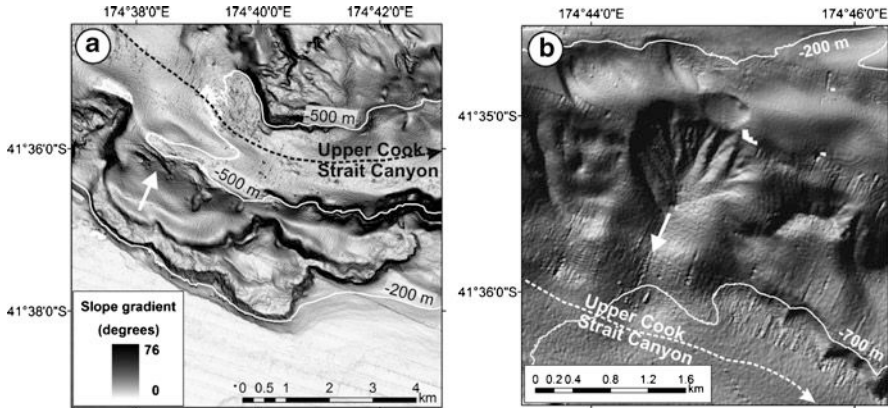 174°38'0"E 174°40'0"E 174°42'0"E
a
-500 m
41°36'0"S
Upper Cook
Strait Canyon
-500 m
-200 m
41°38'0"S
Slope gradient
(degrees)
76
0
0 0.5 1 2 3 4
km
174°44'0"E 174°46'0"E
b
-200 m
41°35'0"S
41°36'0"S
Upper Cook
Strait Canyon
-700 m
0 0.20.4 0.8 1.2 1.6
km